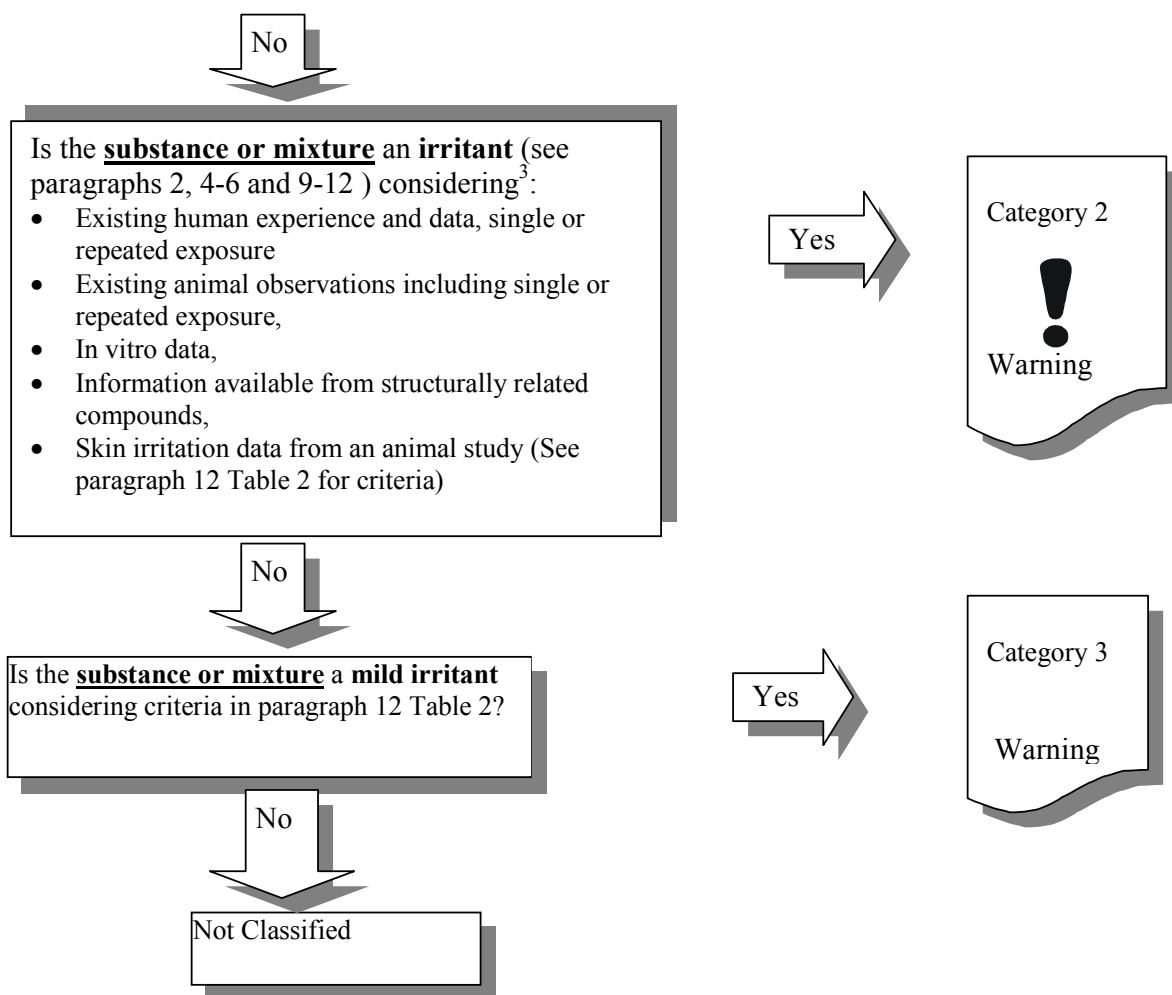 No
Is the substance or mixture an irritant (see
paragraphs 2, 4-6 and 9-12 ) considering3:
• Existing human experience and data, single or
repeated exposure
• Existing animal observations including single or
repeated exposure,
• In vitro data,
• Information available from structurally related
compounds,
• Skin irritation data from an animal study (See
paragraph 12 Table 2 for criteria)
Yes
Category 2
!
Warning
No
Is the substance or mixture a mild irritant
considering criteria in paragraph 12 Table 2?
Yes
Category 3
Warning
No
Not Classified